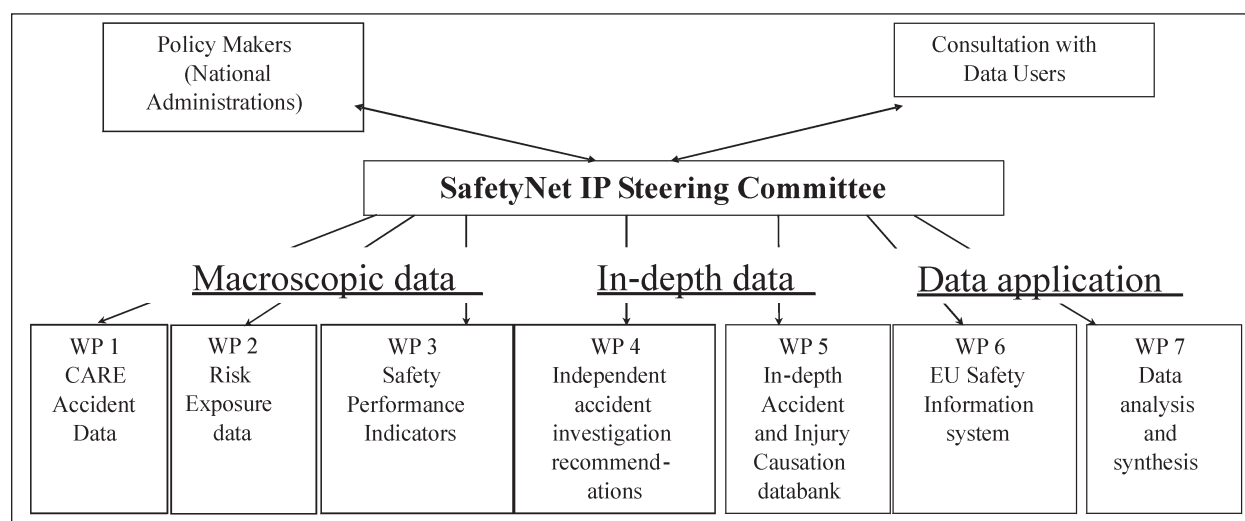 Policy Makers
(National
Administrations)
Consultation with
Data Users
SafetyNet IP Steering Committee
Macroscopic data
In-depth data
Data application
WP 1
CARE
Accident
Data
WP 2
Risk
Exposure
data
WP 3
Safety
Performance
Indicators
WP 4
Independent
accident
investigation
recommend-
ations
WP 5
In-depth
Accident
and Injury
Causation
databank
WP 6
EU Safety
Information
system
WP 7
Data
analysis
and
synthesis